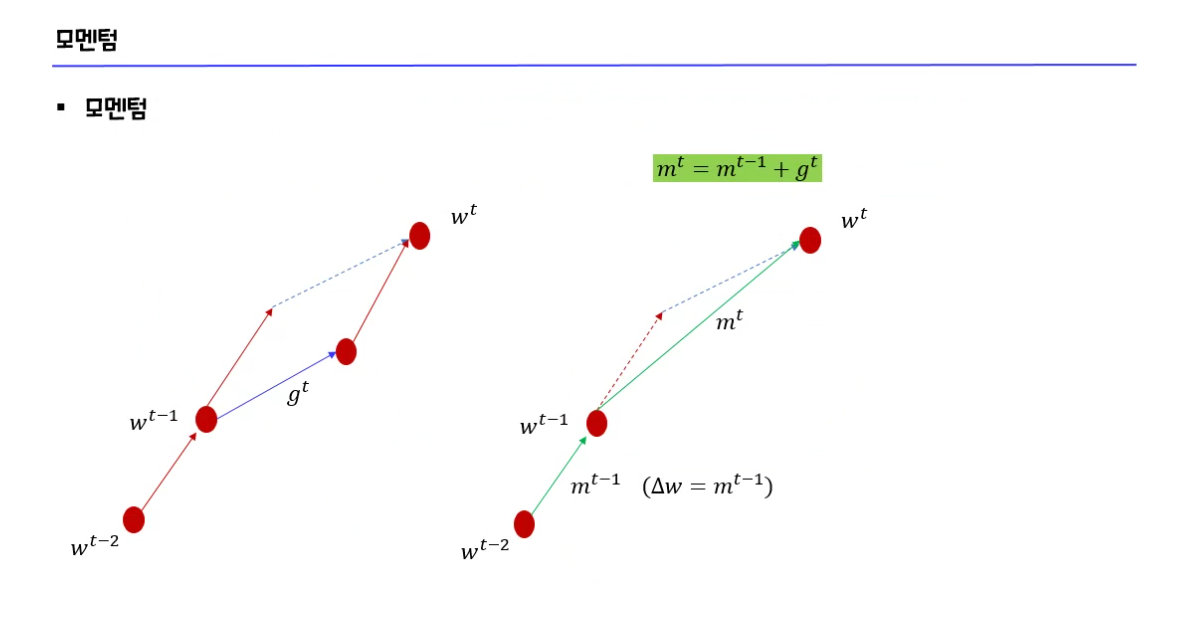 모멘텀
▪ 모멘텀
$m^t = m^{t-1} + g^t$
$w^t$
$g^t$
$w^{t-1}$
$w^{t-2}$
$w^t$
$m^t$
$w^{t-1}$
$m^{t-1}$ $(\Delta w = m^{t-1})$
$w^{t-2}$